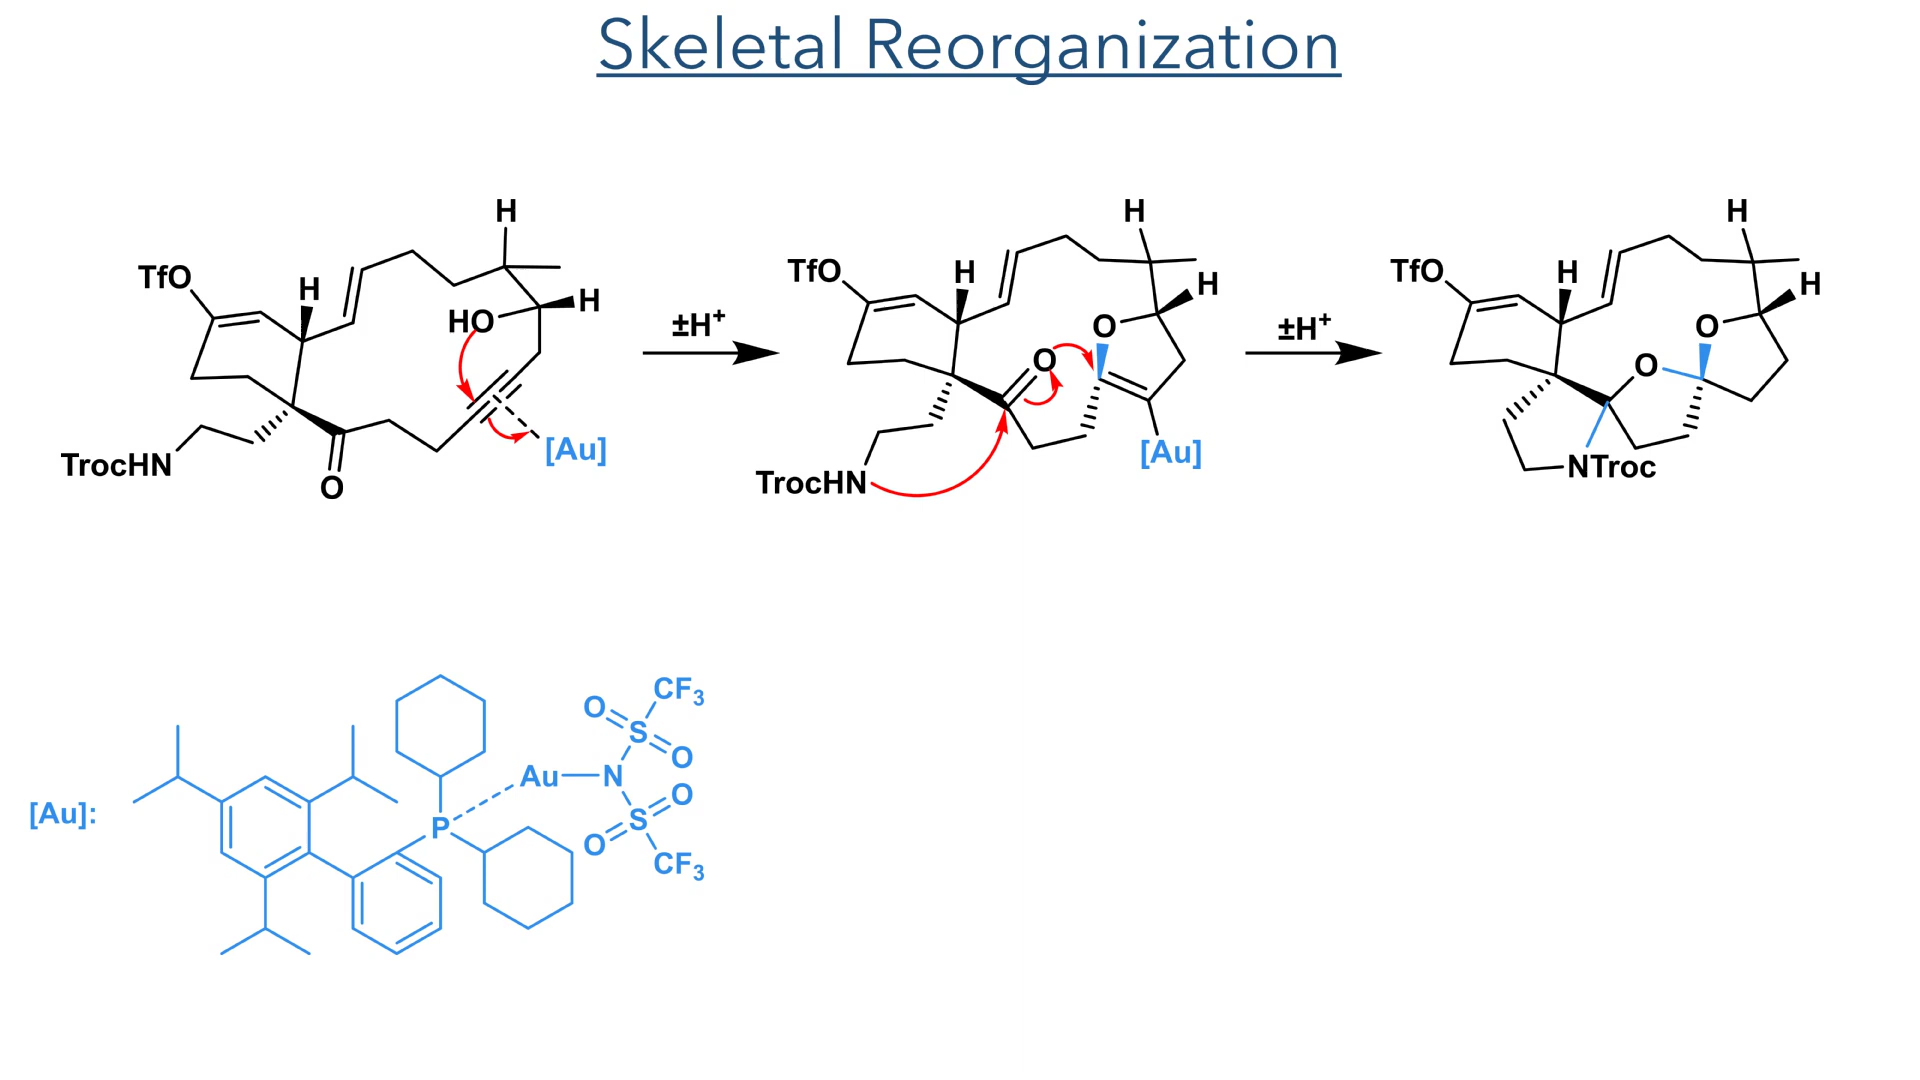 Skeletal Reorganization
H
TfO
H
HO
H
TrocHN
O
[Au]
±H⁺
H
TfO
H
H
O
O
TrocHN
[Au]
±H⁺
H
TfO
H
H
O
O
NTroc
[Au]:
P
Au
N
S
O
O
CF₃
S
O
O
CF₃